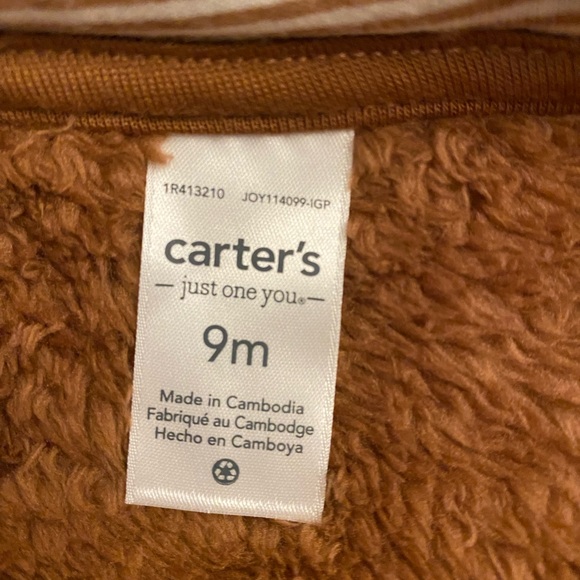 1R413210 JOY114099-IGP
carter's
— just one you® —
9m
Made in Cambodia
Fabriqué au Cambodge
Hecho en Camboya